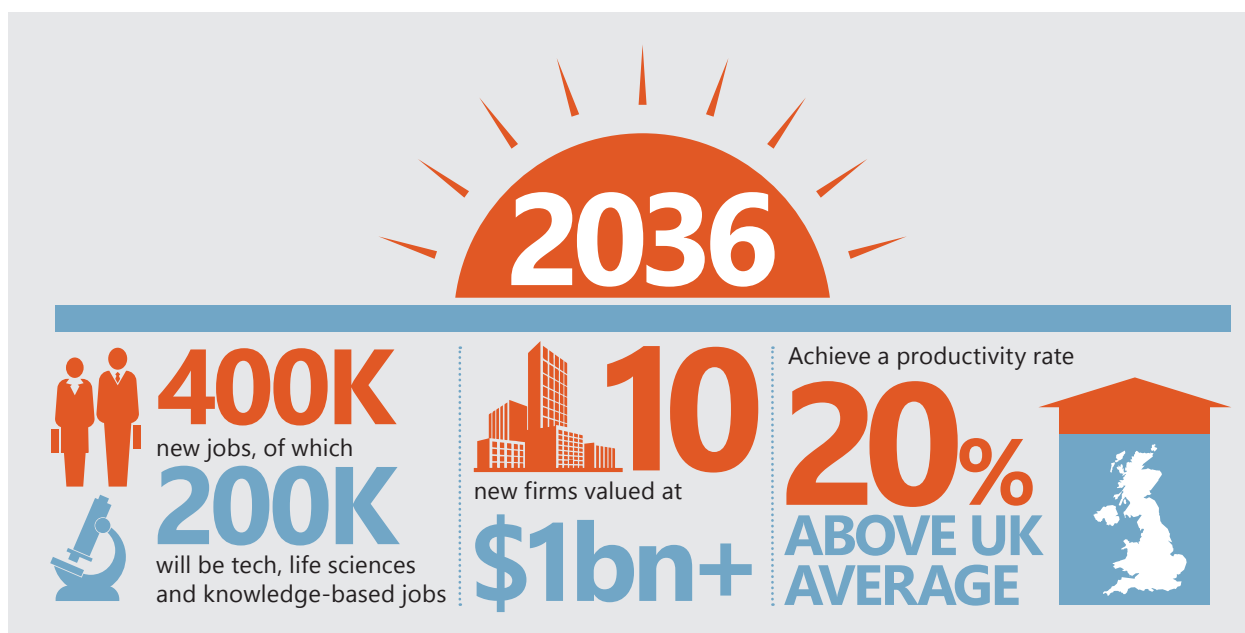 2036
400K
new jobs, of which
200K
will be tech, life sciences
and knowledge-based jobs
10
new firms valued at
$1bn+
Achieve a productivity rate
20%
ABOVE UK
AVERAGE